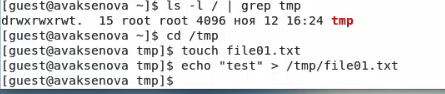 [guest@avaksenova ~]$ ls -l / | grep tmp
drwxrwxrwt.  15 root root 4096 ноя 12 16:24 tmp
[guest@avaksenova ~]$ cd /tmp
[guest@avaksenova tmp]$ touch file01.txt
[guest@avaksenova tmp]$ echo "test" > /tmp/file01.txt
[guest@avaksenova tmp]$